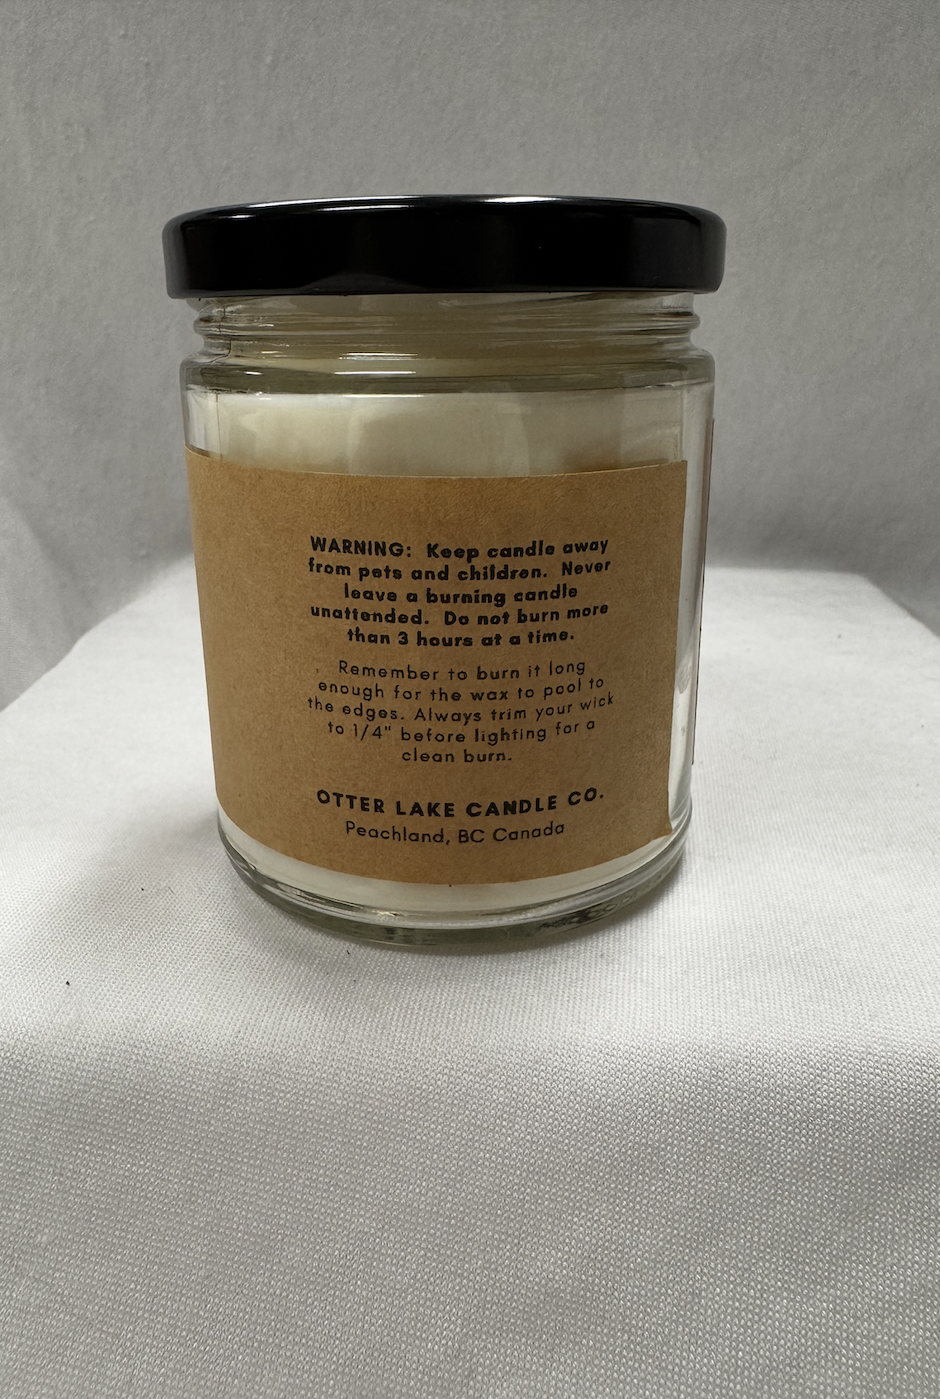 WARNING: Keep candle away
from pets and children. Never
leave a burning candle
unattended. Do not burn more
than 3 hours at a time.
Remember to burn it long
enough for the wax to pool to
the edges. Always trim your wick
to 1/4" before lighting for a
clean burn.
OTTER LAKE CANDLE CO.
Peachland, BC Canada